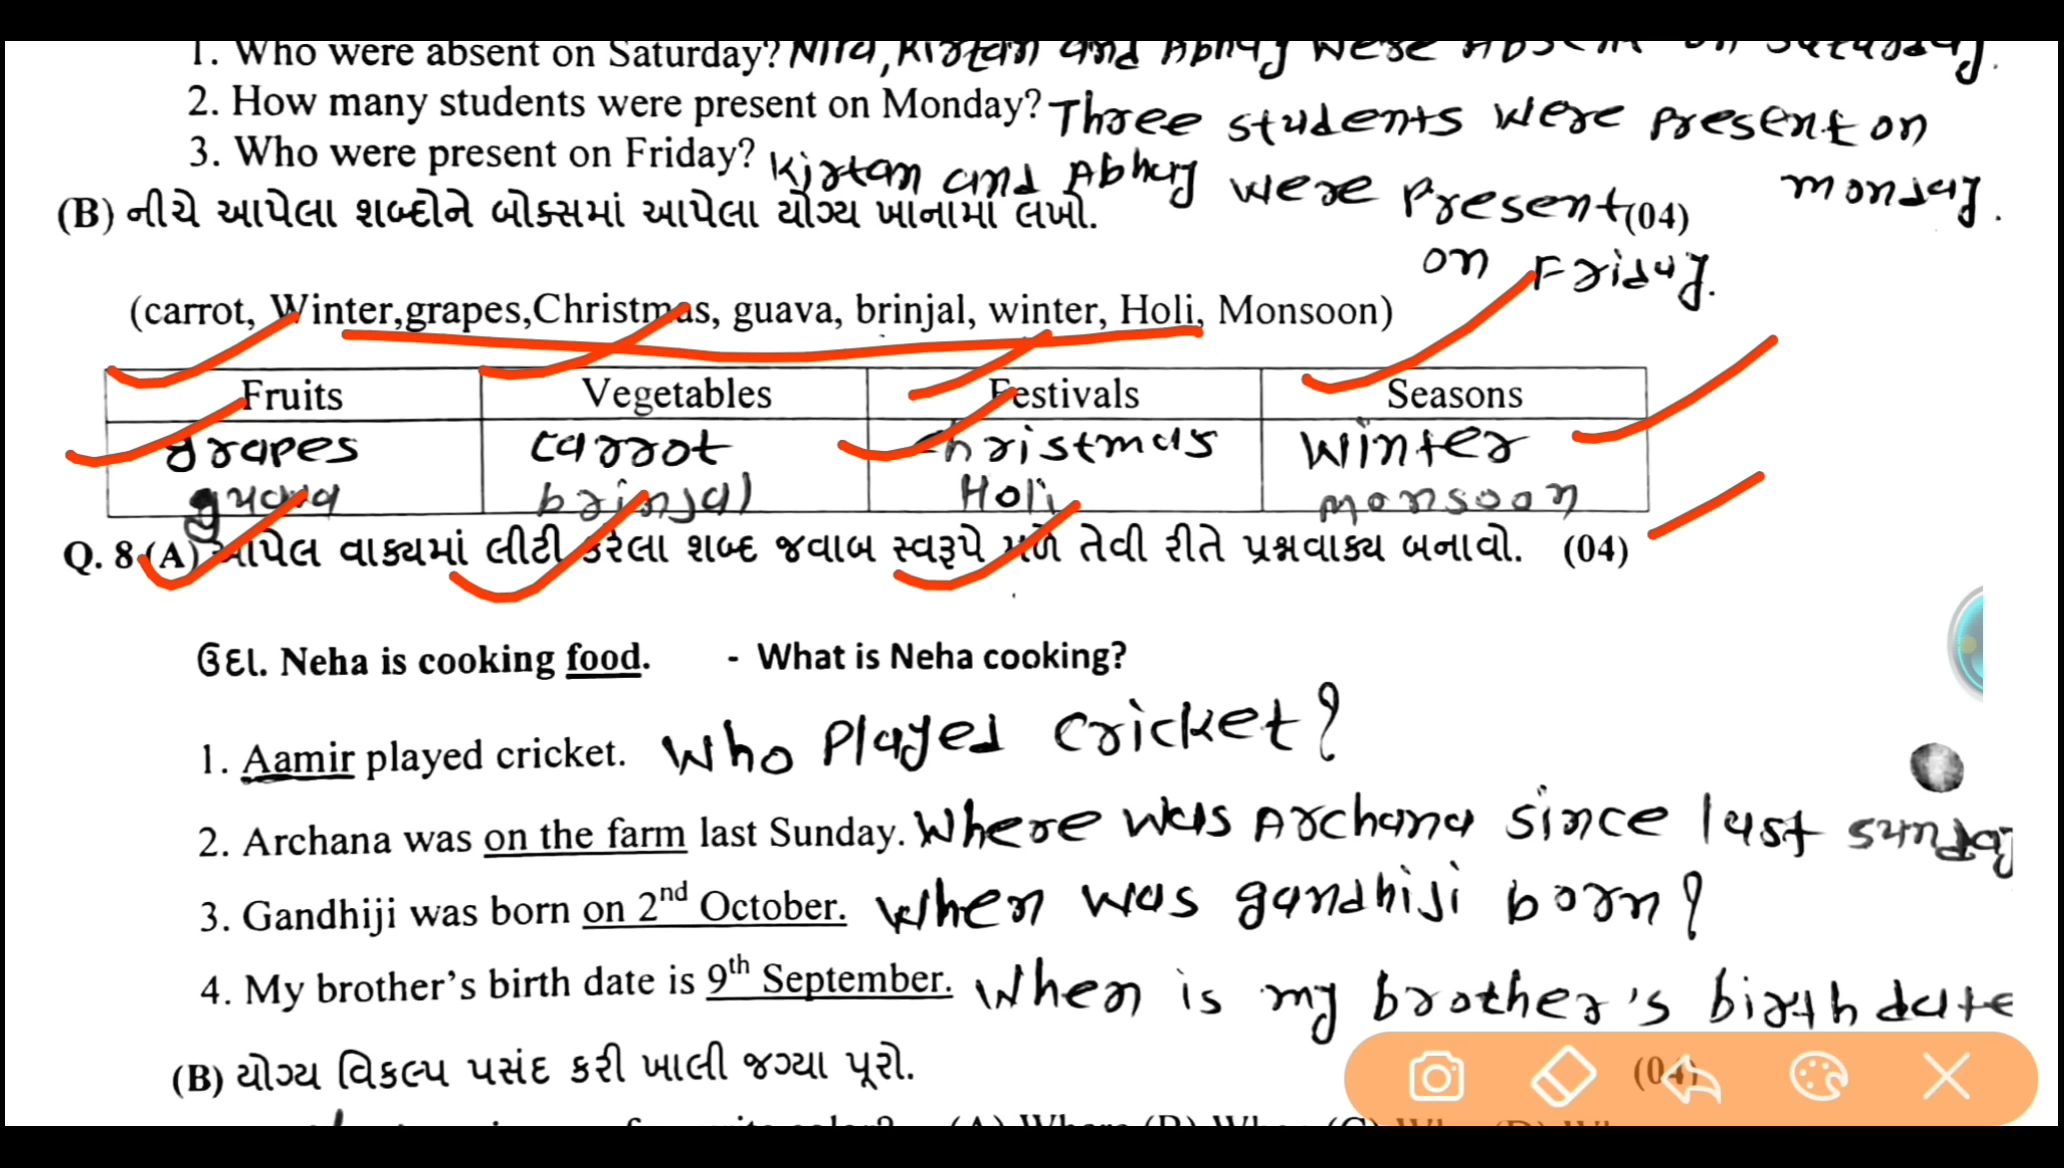 1. Who were absent on Saturday? Nira, Kirtan and Abhay were Absent on Saturday.
2. How many students were present on Monday? Three students were present on
monday.
3. Who were present on Friday? Kirtan and Abhay were present
on Friday.
(B) નીચે આપેલા શબ્દોને બોક્સમાં આપેલા યોગ્ય ખાનામાં લખો. (04)
(carrot, Winter,grapes,Christmas, guava, brinjal, winter, Holi, Monsoon)
Fruits Vegetables Festivals Seasons
grapes carrot christmas winter
guava brinjal Holi monsoon
Q. 8 (A) આપેલ વાક્યમાં લીટી કરેલા શબ્દ જવાબ સ્વરૂપે મળે તેવી રીતે પ્રશ્નવાક્ય બનાવો. (04)
ઉદા. Neha is cooking food. - What is Neha cooking?
1. Aamir played cricket. Who played cricket?
2. Archana was on the farm last Sunday. Where was Archana since last sunday
3. Gandhiji was born on 2nd October. When was gandhiji born?
4. My brother's birth date is 9th September. When is my brother's birth date
(B) યોગ્ય વિકલ્પ પસંદ કરી ખાલી જગ્યા પૂરો. (04)